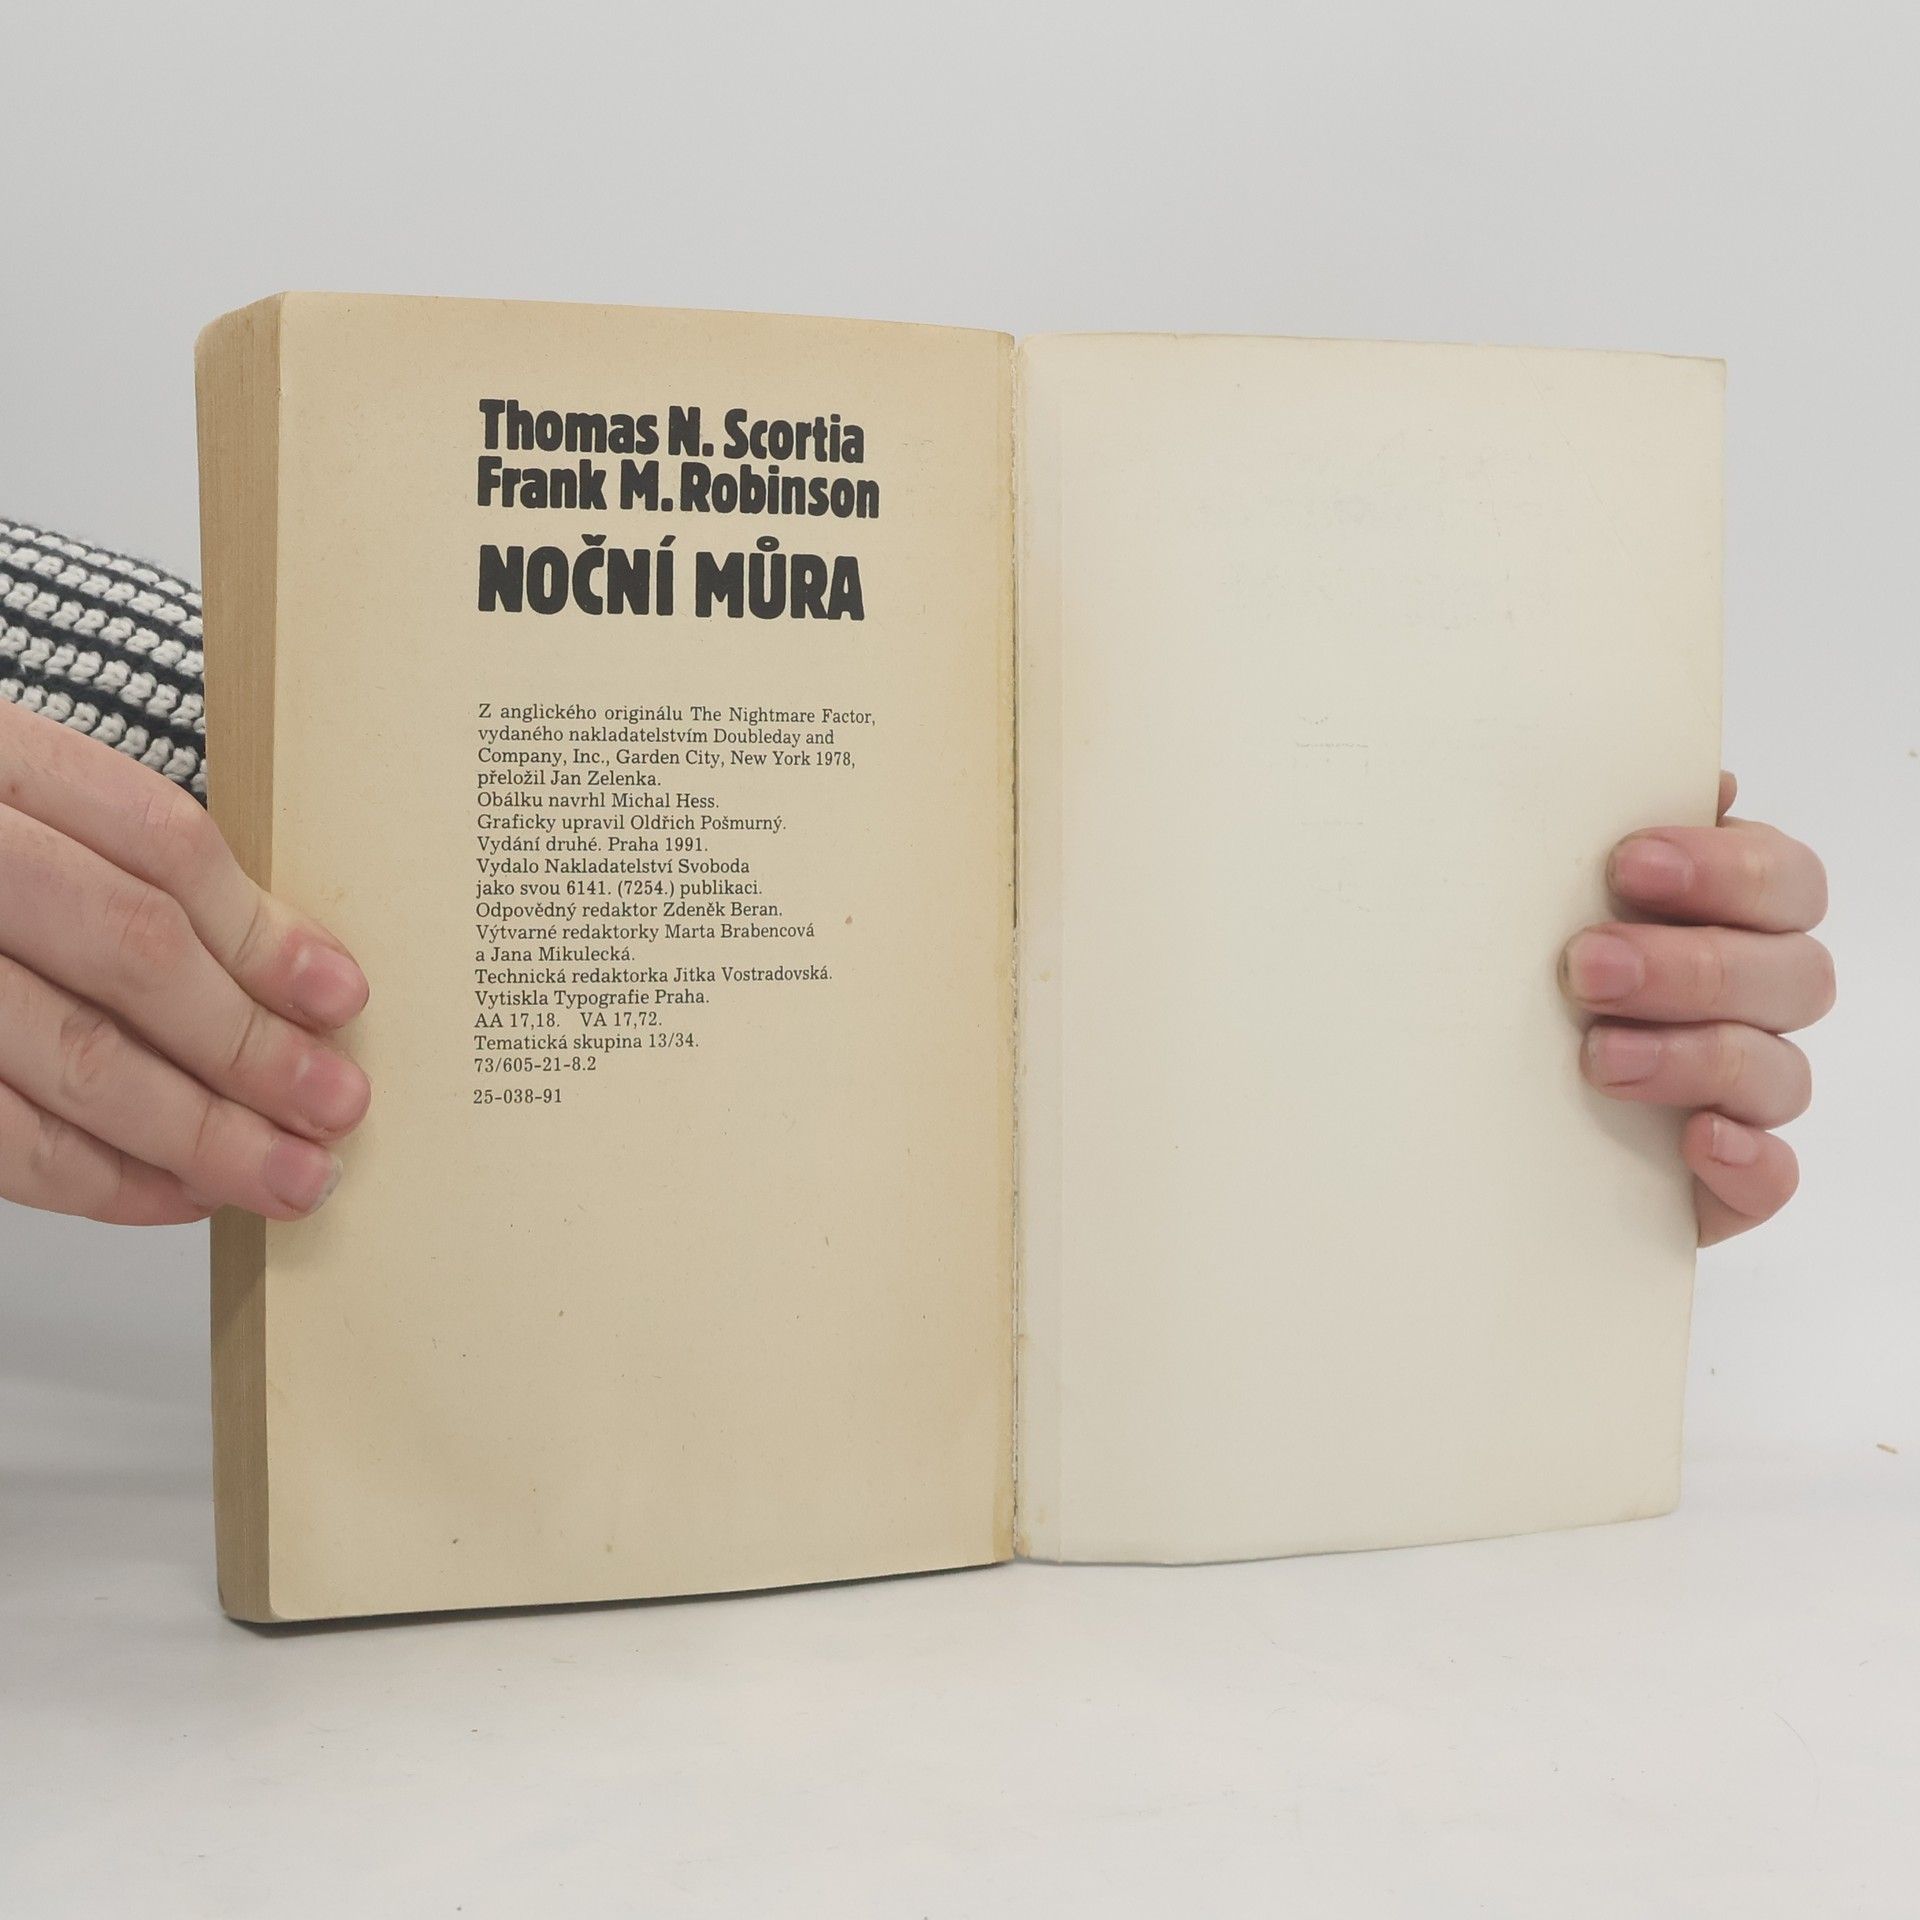 Thomas N. Scortia
Frank M. Robinson
NOČNÍ MŮRA
Z anglického originálu The Nightmare Factor,
vydaného nakladatelstvím Doubleday and
Company, Inc., Garden City, New York 1978,
přeložil Jan Zelenka.
Obálku navrhl Michal Hess.
Graficky upravil Oldřich Pošmurný.
Vydání druhé. Praha 1991.
Vydalo Nakladatelství Svoboda
jako svou 6141. (7254.) publikaci.
Odpovědný redaktor Zdeněk Beran.
Výtvarné redaktorky Marta Brabencová
a Jana Mikulecká.
Technická redaktorka Jitka Vostradovská.
Vytiskla Typografie Praha.
AA 17,18. VA 17,72.
Tematická skupina 13/34.
73/605-21-8.2
25-038-91